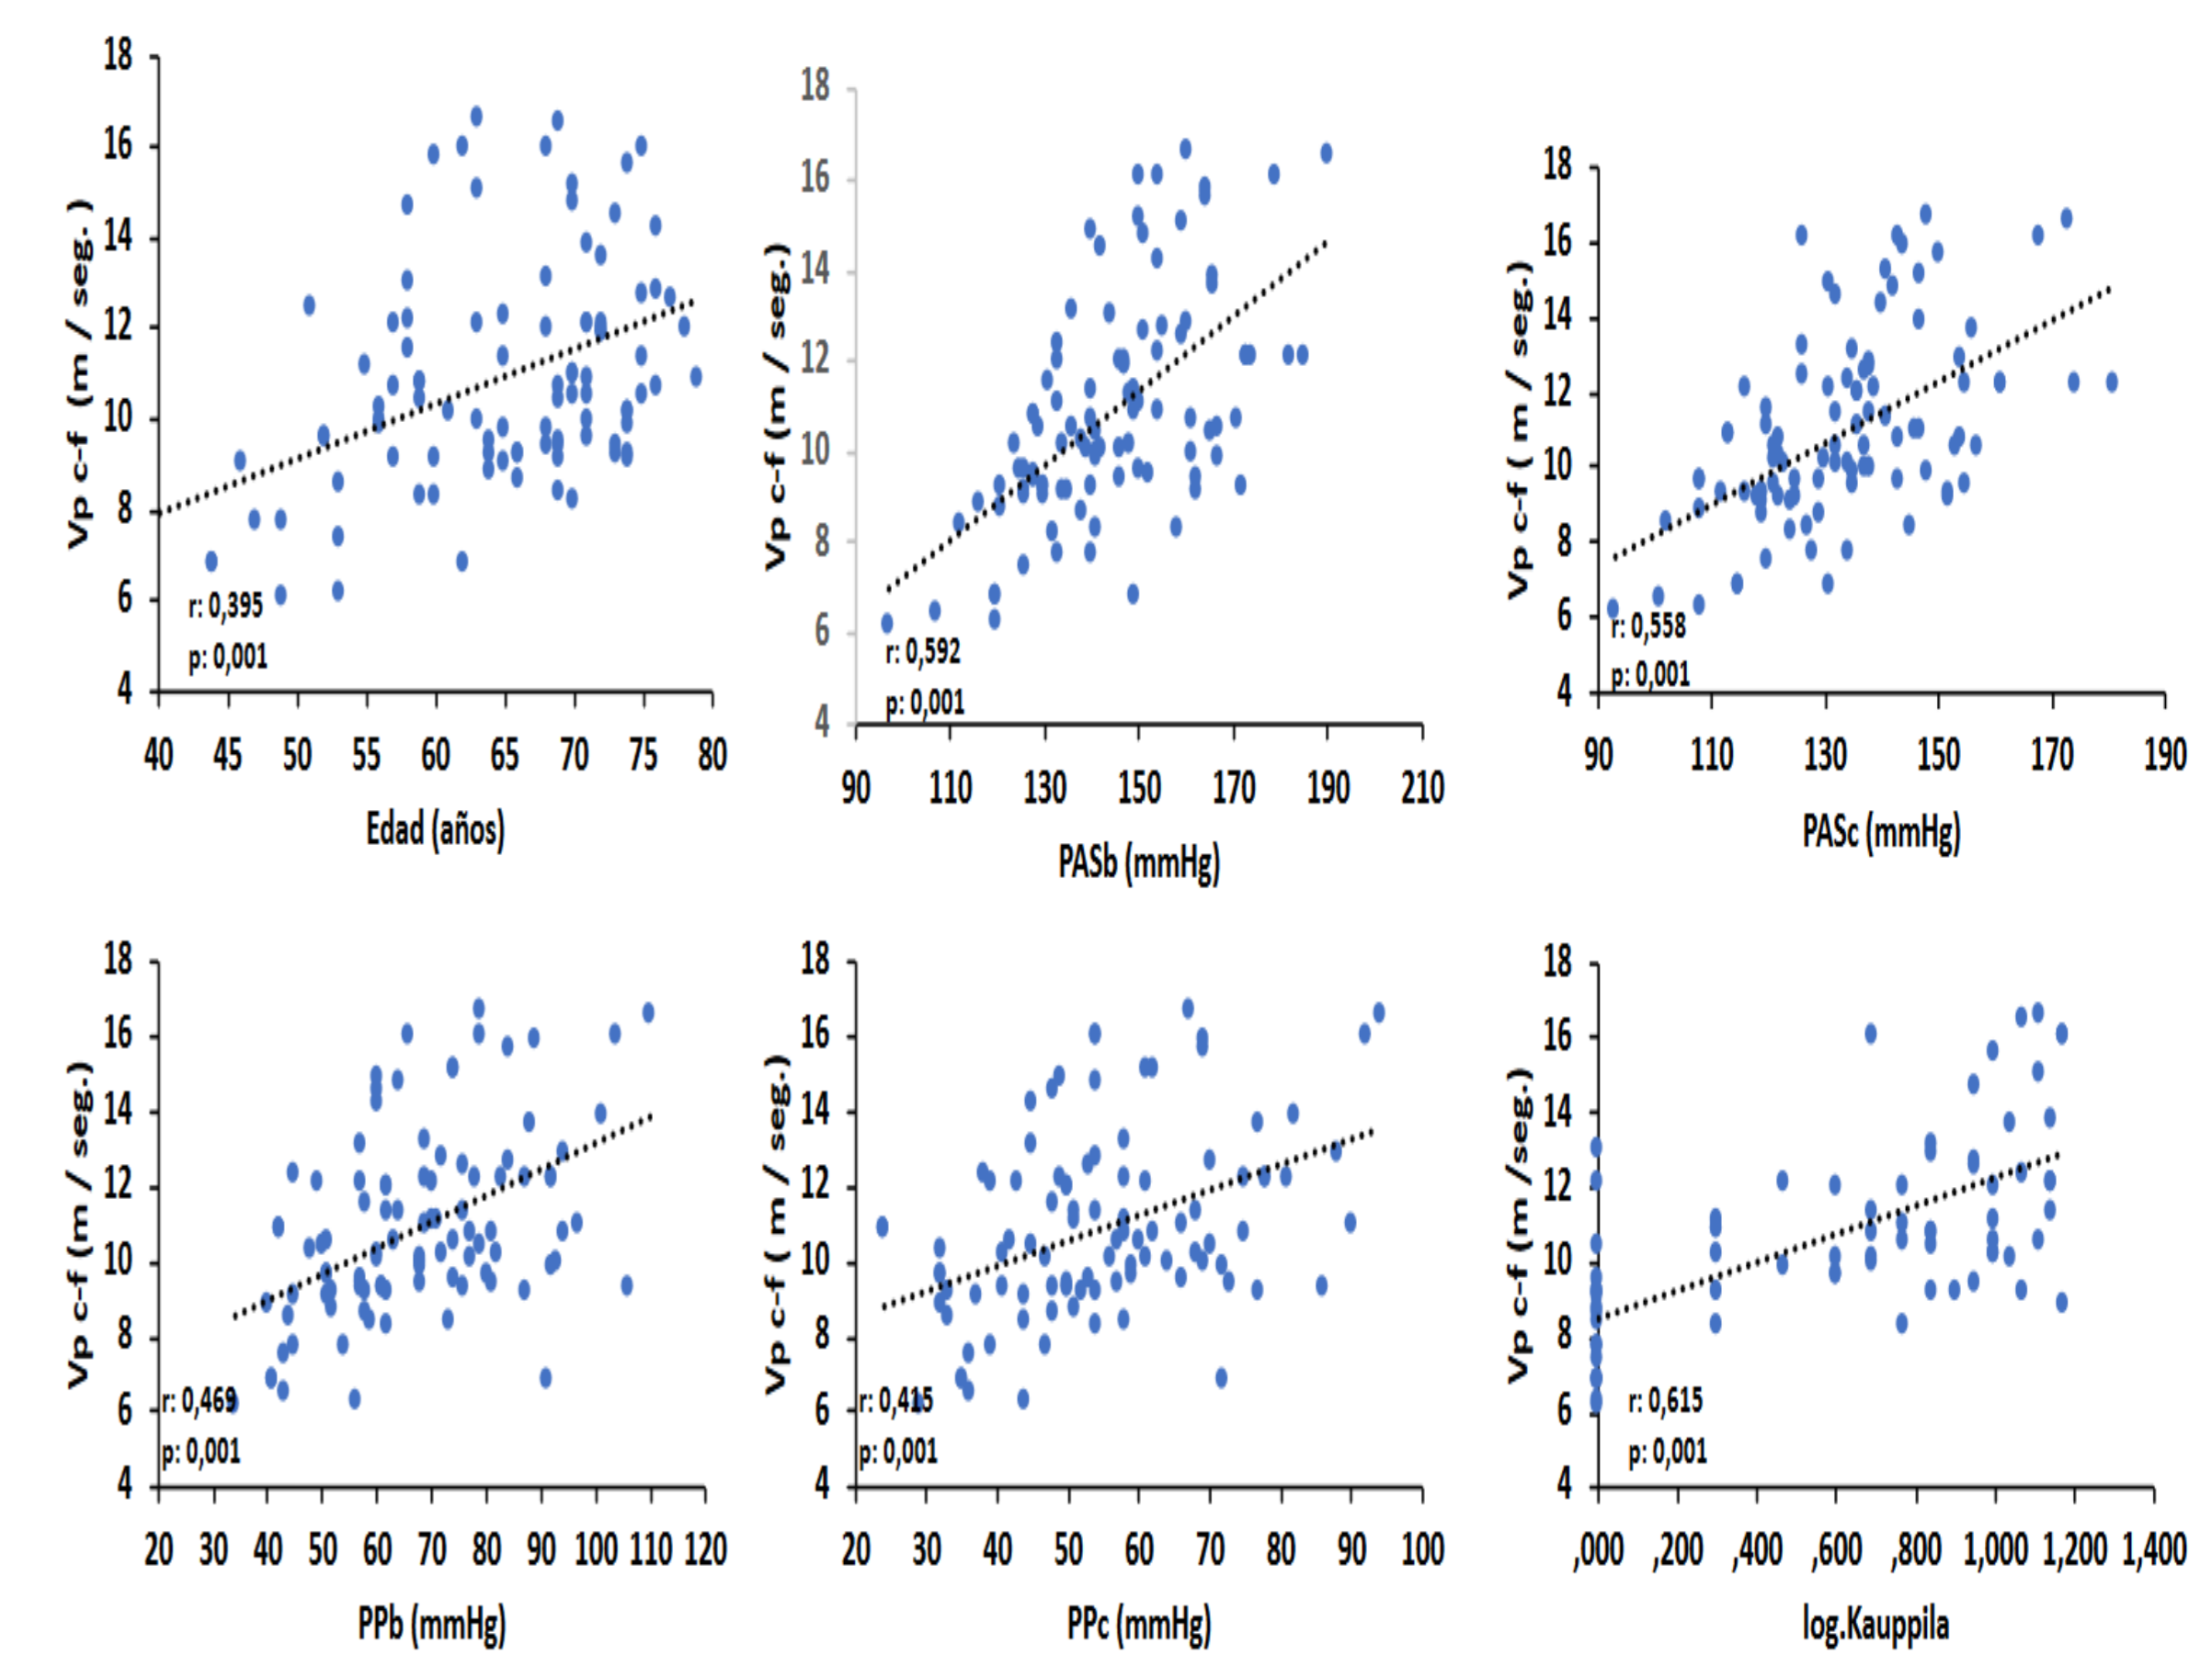 18
16
14
12
10
8
6
4
Vp c-f (m / seg. )
r: 0,395
p: 0,001
40 45 50 55 60 65 70 75 80
Edad (años)
18
16
14
12
10
8
6
4
Vp c-f (m / seg.)
r: 0,592
p: 0,001
90 110 130 150 170 190 210
PASb (mmHg)
18
16
14
12
10
8
6
4
Vp c-f ( m / seg.)
r: 0,558
p: 0,001
90 110 130 150 170 190
PASc (mmHg)
18
16
14
12
10
8
6
4
Vp c-f (m / seg.)
r: 0,469
p: 0,001
20 30 40 50 60 70 80 90 100 110 120
PPb (mmHg)
18
16
14
12
10
8
6
4
Vp c-f ( m / seg.)
r: 0,415
p: 0,001
20 30 40 50 60 70 80 90 100
PPc (mmHg)
18
16
14
12
10
8
6
4
Vp c-f (m /seg.)
r: 0,615
p: 0,001
,000 ,200 ,400 ,600 ,800 1,000 1,200 1,400
log.Kauppila